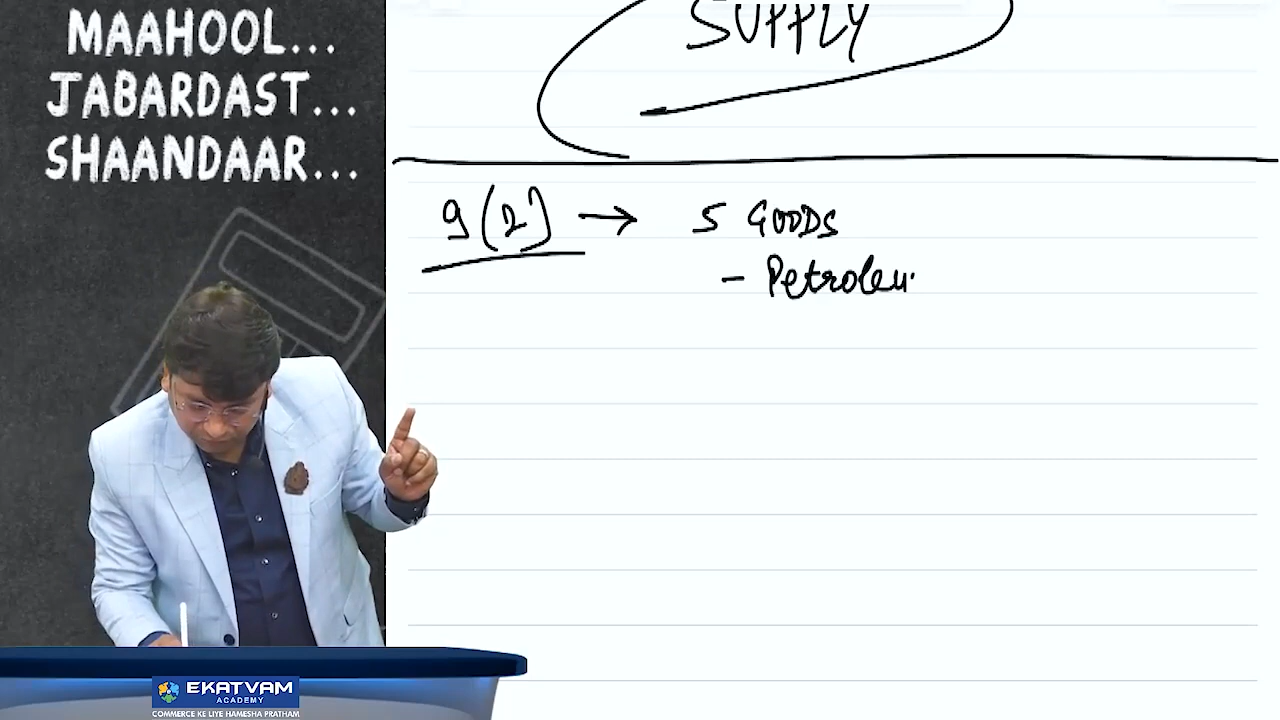 MAAHOOL...
JABARDAST...
SHAANDAAR...
SUPPLY
9(2) → 5 GOODS
- Petroleu
EKATVAM
ACADEMY
COMMERCE KE LIYE HAMESHA PRATHAM